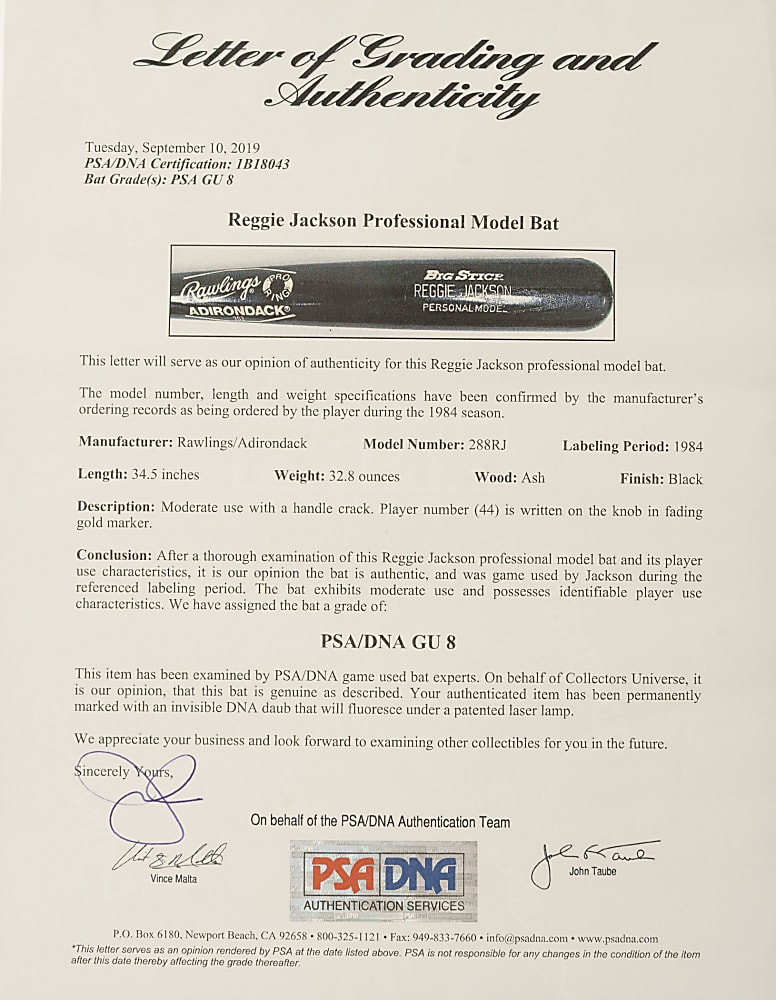 Letter of Grading and
Authenticity
Tuesday, September 10, 2019
PSA/DNA Certification: 1B18043
Bat Grade(s): PSA GU 8
Reggie Jackson Professional Model Bat
Rawlings® PRO RING
ADIRONDACK®
BIG STICK
REGGIE JACKSON
PERSONAL MODEL
This letter will serve as our opinion of authenticity for this Reggie Jackson professional model bat.
The model number, length and weight specifications have been confirmed by the manufacturer's
ordering records as being ordered by the player during the 1984 season.
Manufacturer: Rawlings/Adirondack Model Number: 288RJ Labeling Period: 1984
Length: 34.5 inches Weight: 32.8 ounces Wood: Ash Finish: Black
Description: Moderate use with a handle crack. Player number (44) is written on the knob in fading
gold marker.
Conclusion: After a thorough examination of this Reggie Jackson professional model bat and its player
use characteristics, it is our opinion the bat is authentic, and was game used by Jackson during the
referenced labeling period. The bat exhibits moderate use and possesses identifiable player use
characteristics. We have assigned the bat a grade of:
PSA/DNA GU 8
This item has been examined by PSA/DNA game used bat experts. On behalf of Collectors Universe, it
is our opinion, that this bat is genuine as described. Your authenticated item has been permanently
marked with an invisible DNA daub that will fluoresce under a patented laser lamp.
We appreciate your business and look forward to examining other collectibles for you in the future.
Sincerely Yours,
On behalf of the PSA/DNA Authentication Team
Vince Malta
PSA DNA
AUTHENTICATION SERVICES
John Taube
P.O. Box 6180, Newport Beach, CA 92658 • 800-325-1121 • Fax: 949-833-7660 • info@psadna.com • www.psadna.com
*This letter serves as an opinion rendered by PSA at the date listed above. PSA is not responsible for any changes in the condition of the item
after this date thereby affecting the grade thereafter.